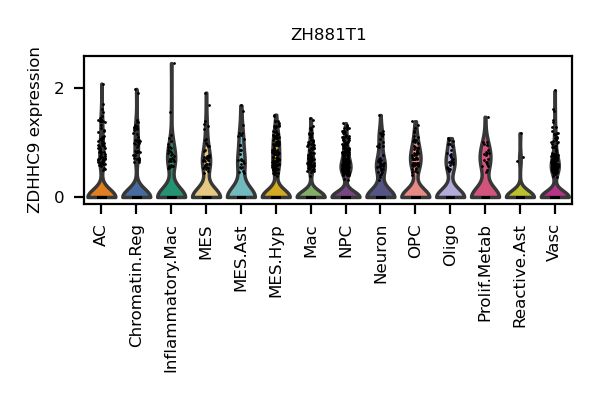 ZH881T1
ZDHHC9 expression
2
0
AC
Chromatin.Reg
Inflammatory.Mac
MES
MES.Ast
MES.Hyp
Mac
NPC
Neuron
OPC
Oligo
Prolif.Metab
Reactive.Ast
Vasc